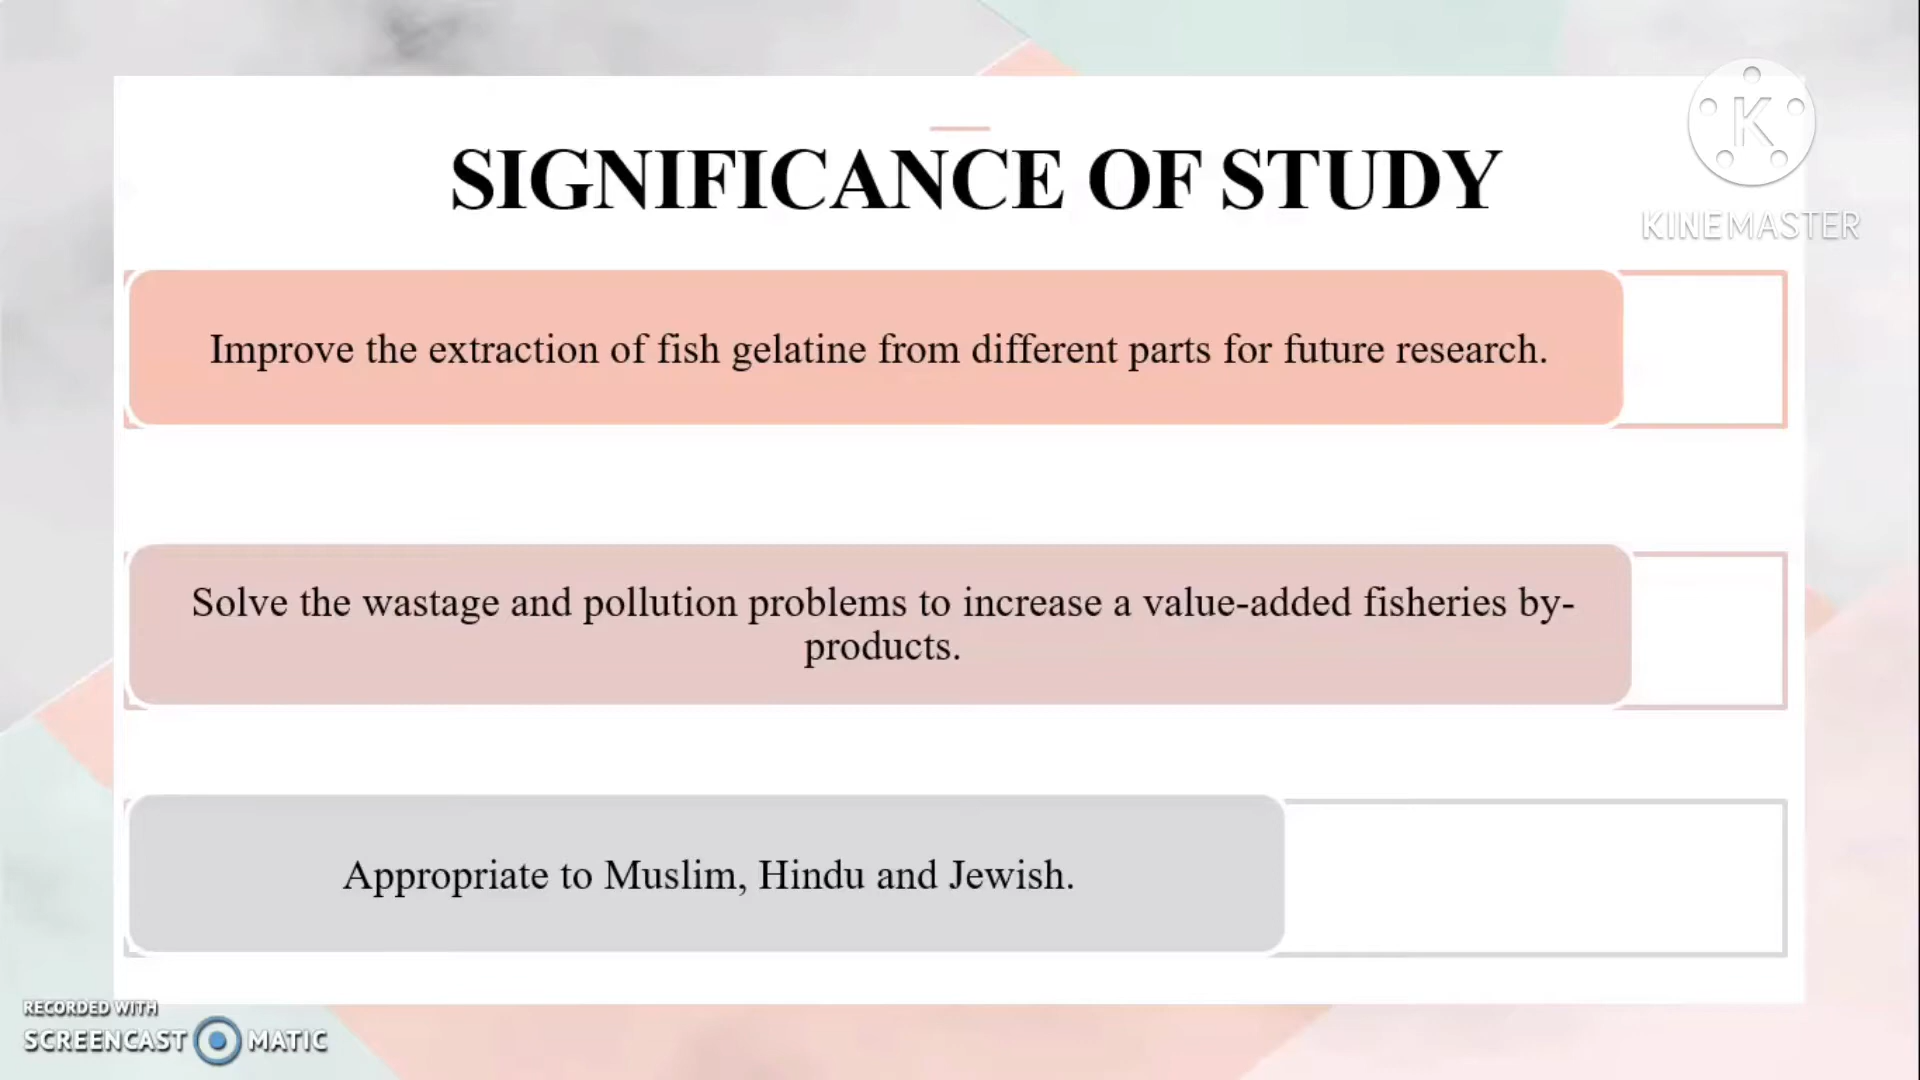 K
KINEMASTER
SIGNIFICANCE OF STUDY
Improve the extraction of fish gelatine from different parts for future research.
Solve the wastage and pollution problems to increase a value-added fisheries by-
products.
Appropriate to Muslim, Hindu and Jewish.
RECORDED WITH
SCREENCAST MATIC